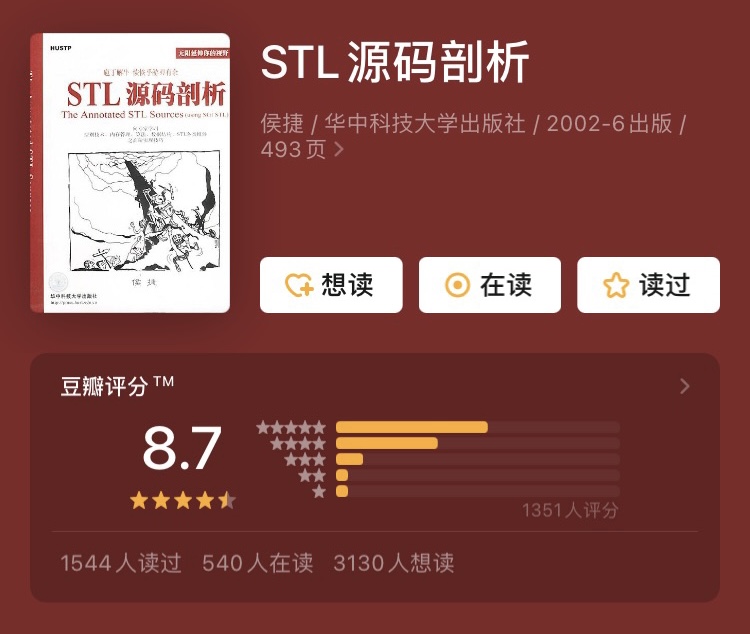 HUSTP
无限延伸你的视野
庖丁解牛 恢恢乎游刃有余
STL 源码剖析
The Annotated STL Sources (using SGI STL)
侯 捷
华中科技大学出版社
STL 源码剖析
侯捷 / 华中科技大学出版社 / 2002-6 出版 /
493 页
想读
在读
读过
豆瓣评分 TM
8.7
1351人评分
1544人读过 540人在读 3130人想读